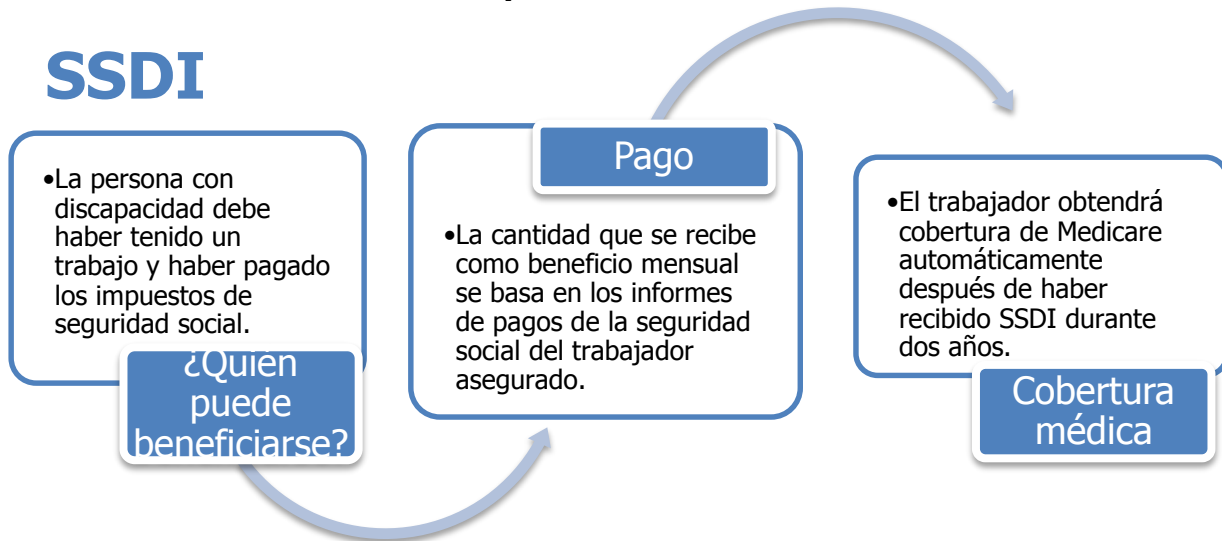 SSDI
•La persona con
discapacidad debe
haber tenido un
trabajo y haber pagado
los impuestos de
seguridad social.
¿Quién
puede
beneficiarse?
Pago
•La cantidad que se recibe
como beneficio mensual
se basa en los informes
de pagos de la seguridad
social del trabajador
asegurado.
•El trabajador obtendrá
cobertura de Medicare
automáticamente
después de haber
recibido SSDI durante
dos años.
Cobertura
médica